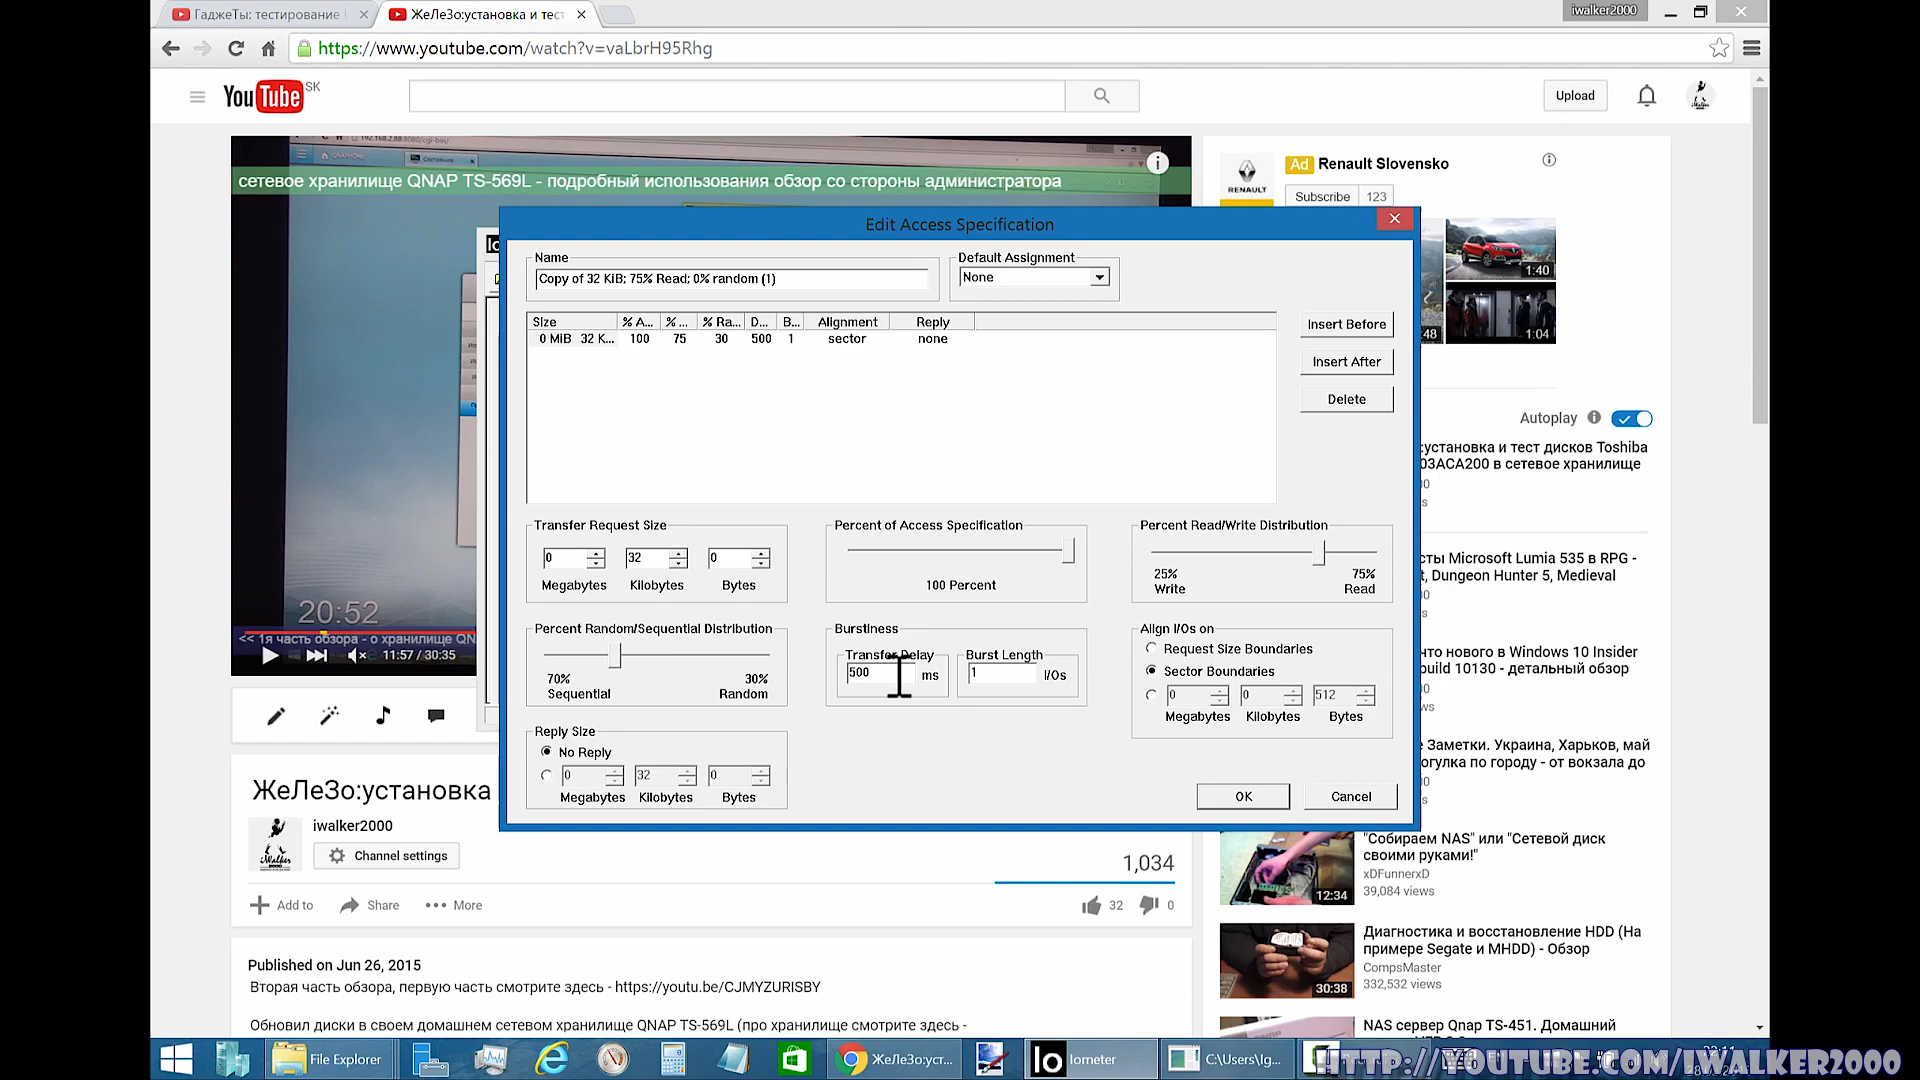 ГаджеТы: тестирование
ЖеЛеЗо:установка и тест
iwalker2000
https://www.youtube.com/watch?v=vaLbrH95Rhg
YouTube SK
Upload
сетевое хранилище QNAP TS-569L - подробный использования обзор со стороны администратора
Ad Renault Slovensko
RENAULT
Subscribe 123
1:40
1:04
Autoplay
Edit Access Specification
Name
Copy of 32 KiB; 75% Read; 0% random (1)
Default Assignment
None
Size % A... % ... % Ra... D... B... Alignment Reply
0 MiB 32 K... 100 75 30 500 1 sector none
Insert Before
Insert After
Delete
Transfer Request Size
0 32 0
Megabytes Kilobytes Bytes
Percent of Access Specification
100 Percent
Percent Read/Write Distribution
25% Write
75% Read
Percent Random/Sequential Distribution
70% Sequential
30% Random
Burstiness
Transfer Delay
500 ms
Burst Length
1 I/Os
Align I/Os on
Request Size Boundaries
Sector Boundaries
0 0 512
Megabytes Kilobytes Bytes
Reply Size
No Reply
0 32 0
Megabytes Kilobytes Bytes
OK Cancel
20:52
<< 1я часть обзора - о хранилище QN
11:57 / 30:35
:установка и тест дисков Toshiba
03ACA200 в сетевое хранилище
сты Microsoft Lumia 535 в RPG -
t, Dungeon Hunter 5, Medieval
что нового в Windows 10 Insider
build 10130 - детальный обзор
е Заметки. Украина, Харьков, май
огулка по городу - от вокзала до
"Собираем NAS" или "Сетевой диск
своими руками!"
xDFunnerxD
39,084 views
12:34
Диагностика и восстановление HDD (На
примере Segate и MHDD) - Обзор
CompsMaster
332,532 views
30:38
NAS сервер Qnap TS-451. Домашний
ЖеЛеЗо:установка
iwalker2000
Channel settings
1,034
Add to Share More
32 0
Published on Jun 26, 2015
Вторая часть обзора, первую часть смотрите здесь - https://youtu.be/CJMYZURISBY
Обновил диски в своем домашнем сетевом хранилище QNAP TS-569L (про хранилище смотрите здесь -
File Explorer
ЖеЛеЗо:уст...
Iometer
C:\Users\Ig...
HTTP://YOUTUBE.COM/IWALKER2000